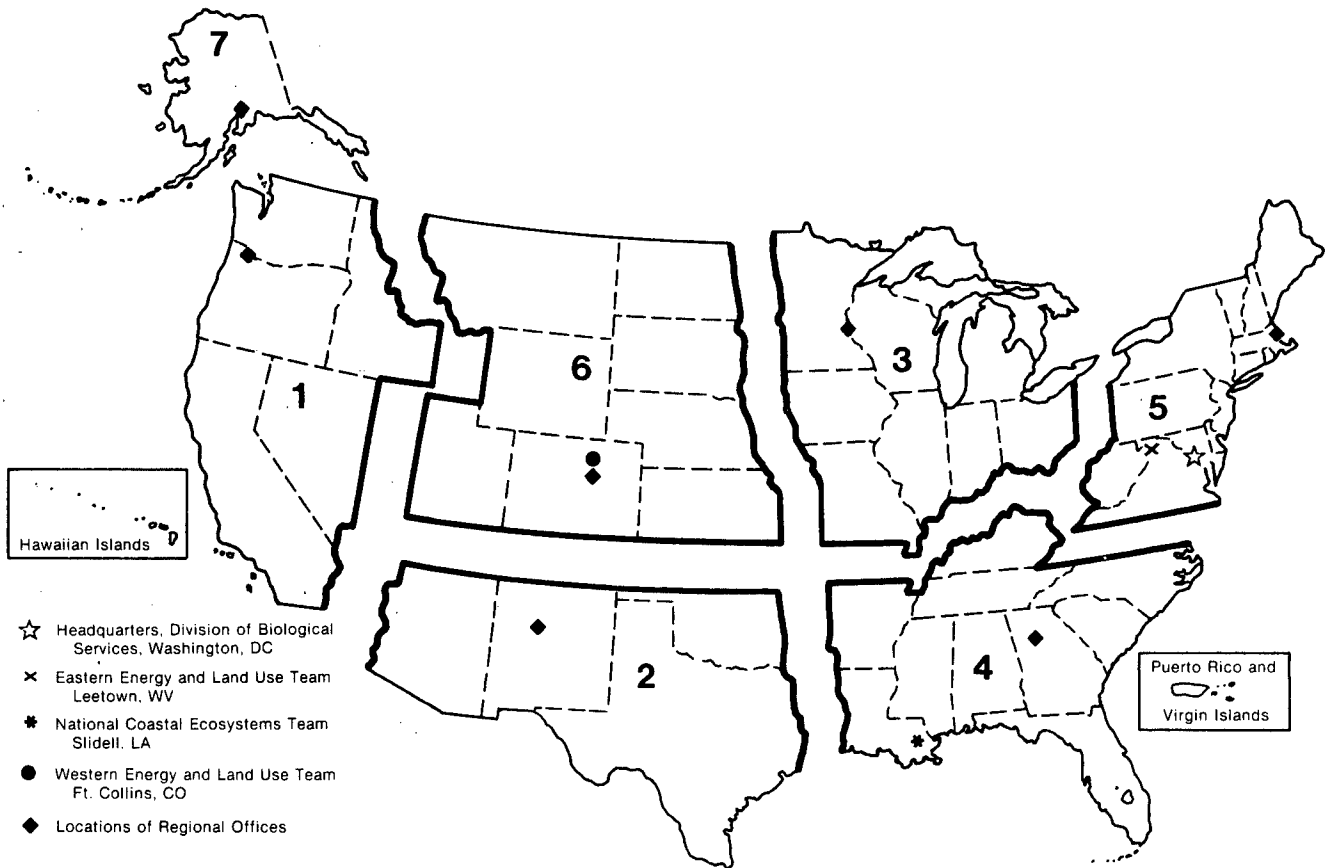 7
6
3
1
5
Hawaiian Islands
☆ Headquarters, Division of Biological
Services, Washington, DC
× Eastern Energy and Land Use Team
Leetown, WV
* National Coastal Ecosystems Team
Slidell. LA
● Western Energy and Land Use Team
Ft. Collins, CO
◆ Locations of Regional Offices
2
4
Puerto Rico and
Virgin Islands